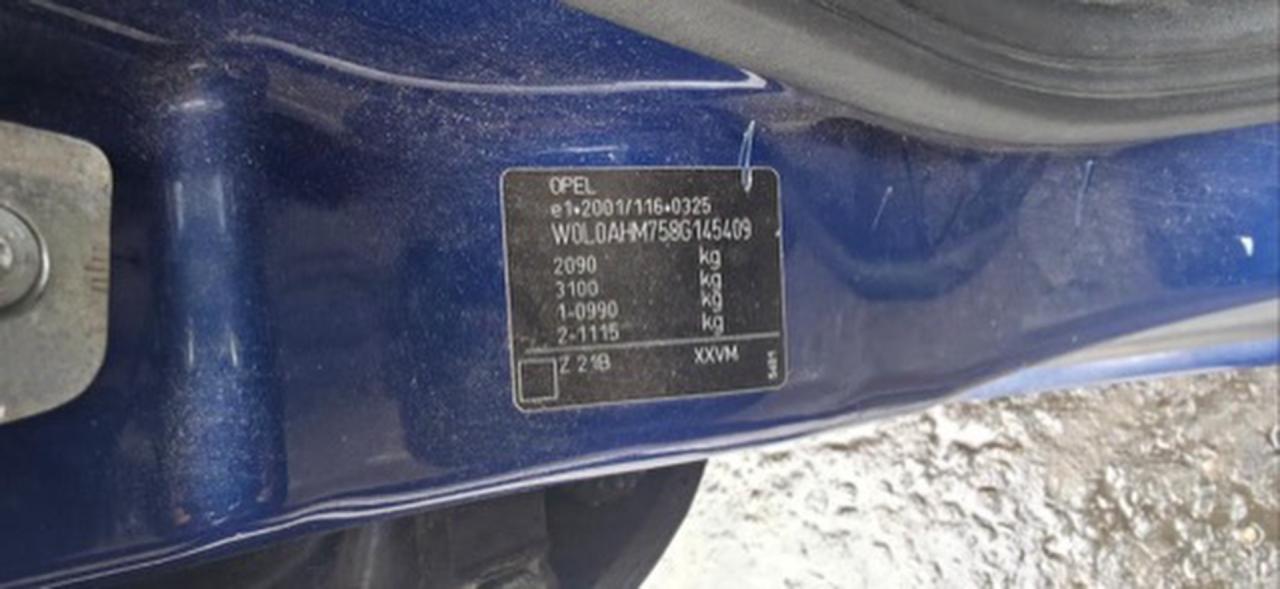 OPEL
e1*2001/116*0325
W0L0AHM758G145409
2090 kg
3100 kg
1-0990 kg
2-1115 kg
Z 21B XXVM